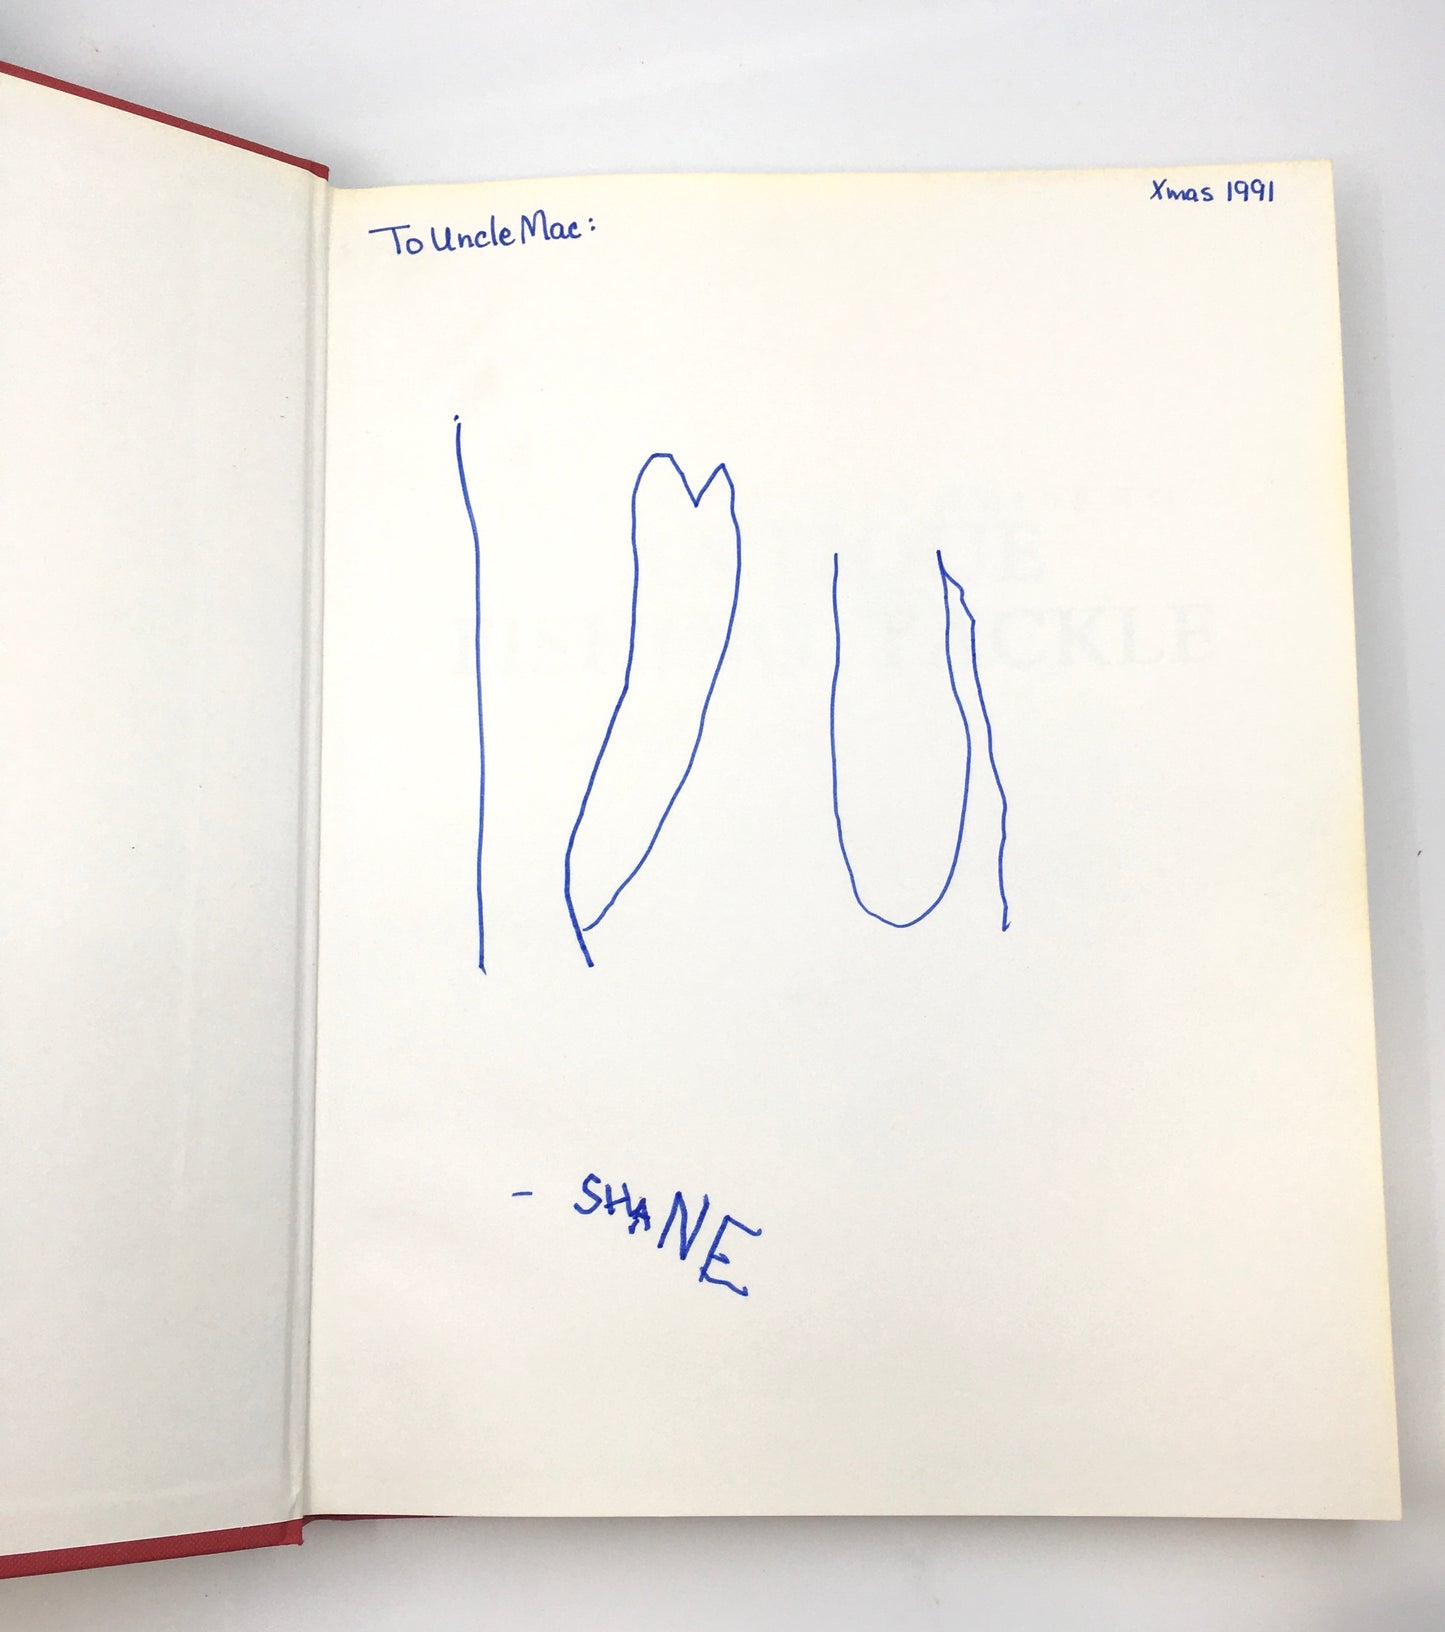 Xmas 1991
To Uncle Mac:
I ♥ U
- SHANE